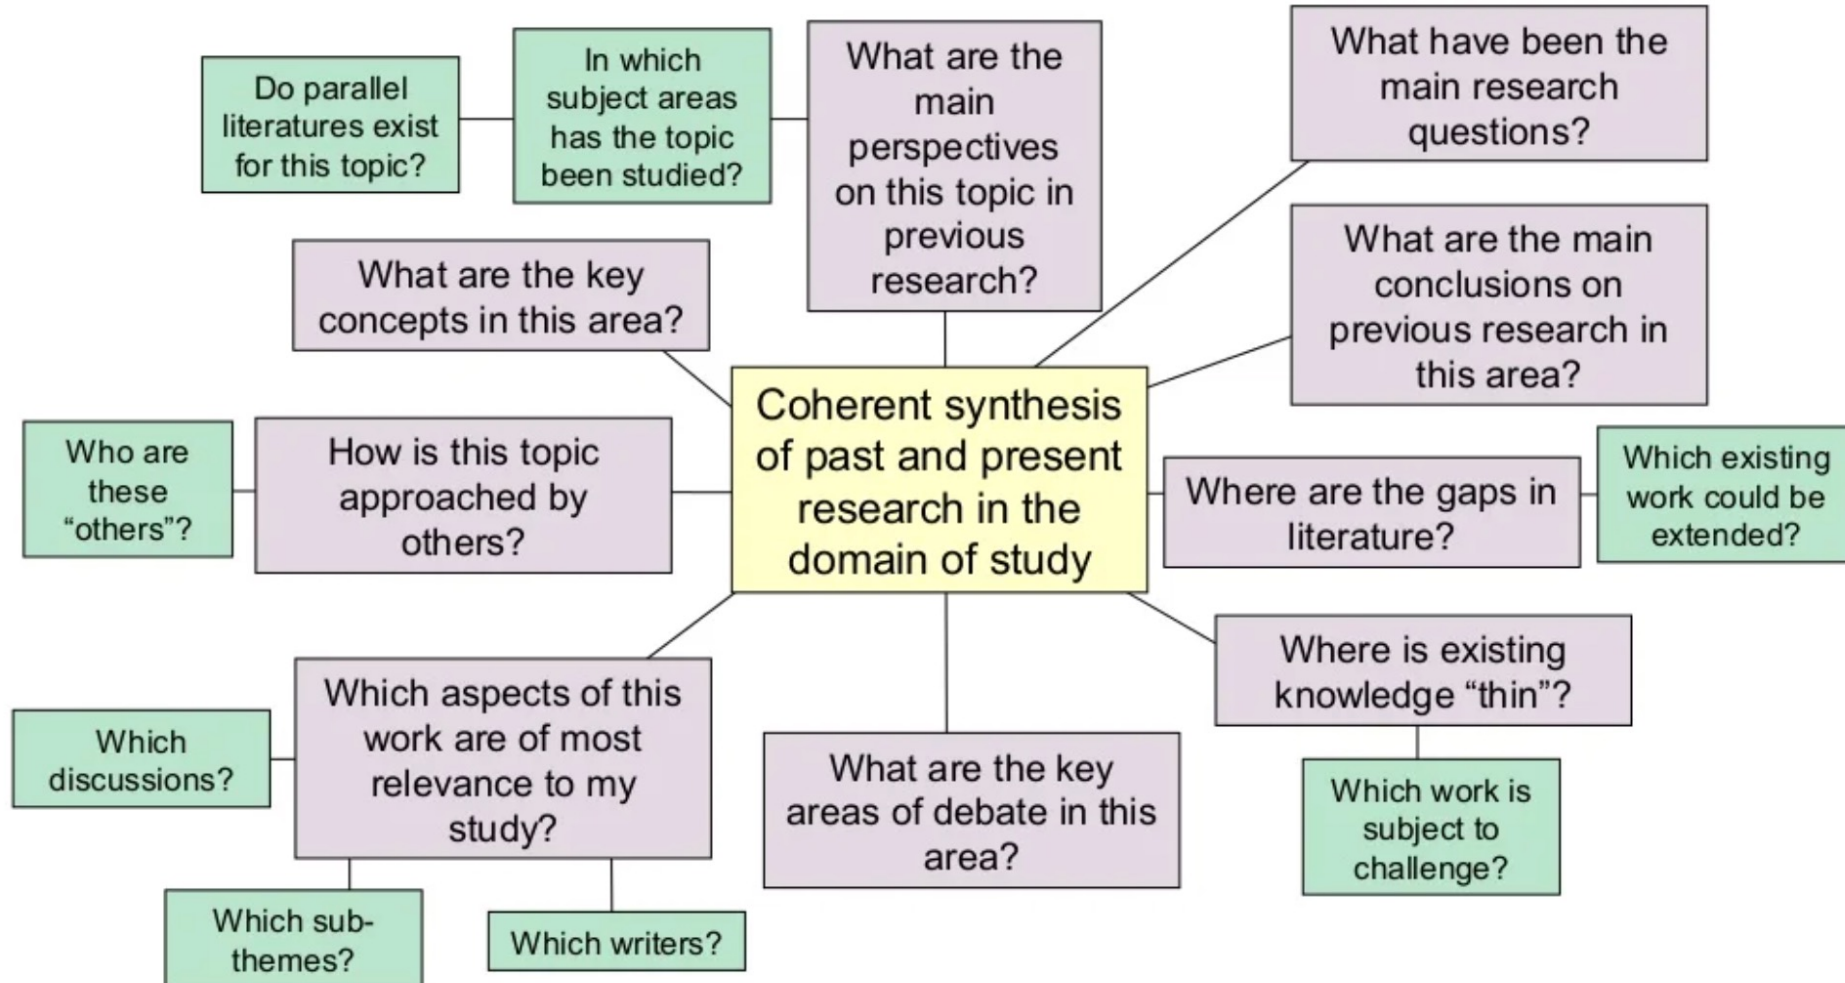 Do parallel
literatures exist
for this topic?
In which
subject areas
has the topic
been studied?
What are the
main
perspectives
on this topic in
previous
research?
What have been the
main research
questions?
What are the key
concepts in this area?
What are the main
conclusions on
previous research in
this area?
Coherent synthesis
of past and present
research in the
domain of study
Who are
these
“others”?
How is this topic
approached by
others?
Where are the gaps in
literature?
Which existing
work could be
extended?
Which aspects of this
work are of most
relevance to my
study?
Which
discussions?
Which sub-
themes?
Which writers?
What are the key
areas of debate in this
area?
Where is existing
knowledge “thin”?
Which work is
subject to
challenge?